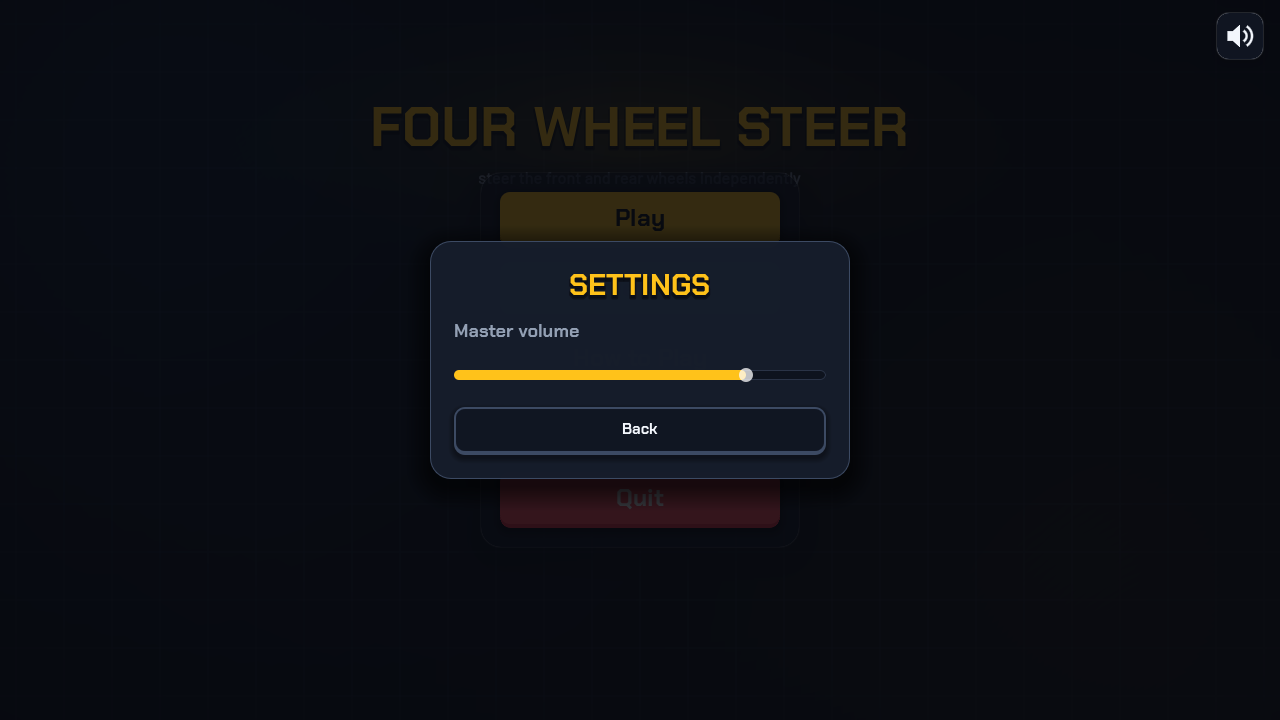 FOUR WHEEL STEER
steer the front and rear wheels independently
Play
SETTINGS
Master volume
Back
Quit